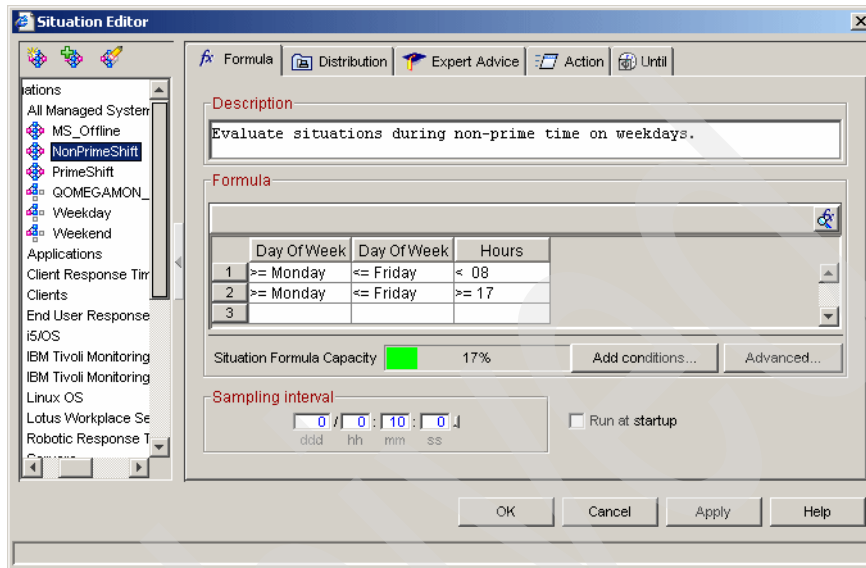 Situation Editor
iations
All Managed System
MS_Offline
NonPrimeShift
PrimeShift
QOMEGAMON_
Weekday
Weekend
Applications
Client Response Tim
Clients
End User Response
i5/OS
IBM Tivoli Monitoring
IBM Tivoli Monitoring
Linux OS
Lotus Workplace Se
Robotic Response T
fx Formula Distribution Expert Advice Action Until
Description
Evaluate situations during non-prime time on weekdays.
Formula
Day Of Week Day Of Week Hours
1 >= Monday <= Friday < 08
2 >= Monday <= Friday >= 17
3
Situation Formula Capacity 17% Add conditions... Advanced...
Sampling interval
0 / 0 : 10 : 0
ddd hh mm ss
Run at startup
OK Cancel Apply Help